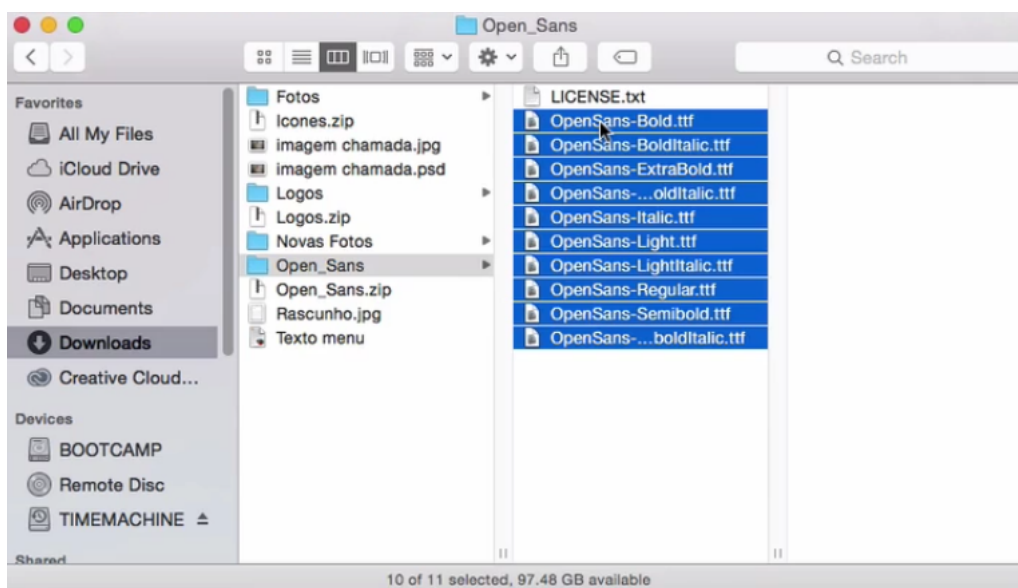 Open_Sans
Search
Favorites
All My Files
iCloud Drive
AirDrop
Applications
Desktop
Documents
Downloads
Creative Cloud...
Devices
BOOTCAMP
Remote Disc
TIMEMACHINE
Shared
Fotos
Icones.zip
imagem chamada.jpg
imagem chamada.psd
Logos
Logos.zip
Novas Fotos
Open_Sans
Open_Sans.zip
Rascunho.jpg
Texto menu
LICENSE.txt
OpenSans-Bold.ttf
OpenSans-BoldItalic.ttf
OpenSans-ExtraBold.ttf
OpenSans-...oldItalic.ttf
OpenSans-Italic.ttf
OpenSans-Light.ttf
OpenSans-LightItalic.ttf
OpenSans-Regular.ttf
OpenSans-Semibold.ttf
OpenSans-...boldItalic.ttf
10 of 11 selected, 97.48 GB available